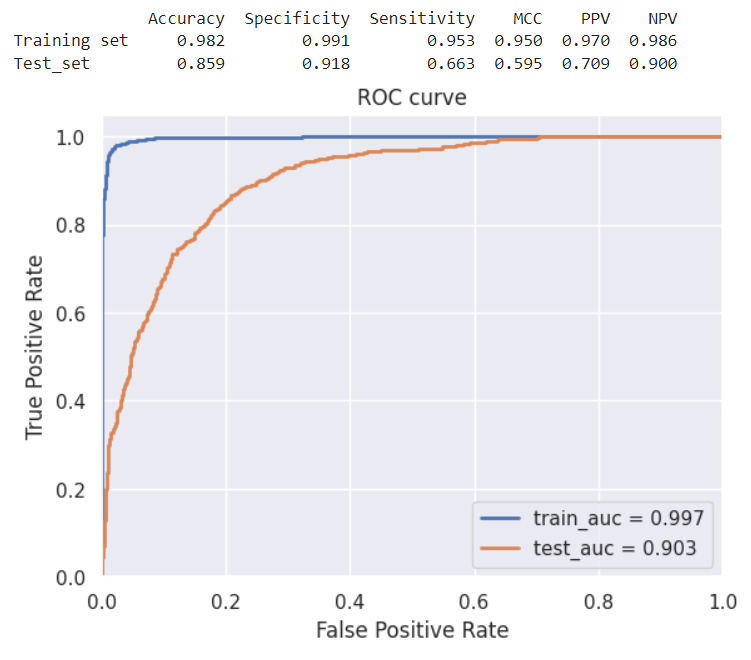 Accuracy Specificity Sensitivity MCC PPV NPV
Training set 0.982 0.991 0.953 0.950 0.970 0.986
Test_set 0.859 0.918 0.663 0.595 0.709 0.900
ROC curve
1.0
0.8
0.6
0.4
0.2
0.0
True Positive Rate
train_auc = 0.997
test_auc = 0.903
0.0 0.2 0.4 0.6 0.8 1.0
False Positive Rate